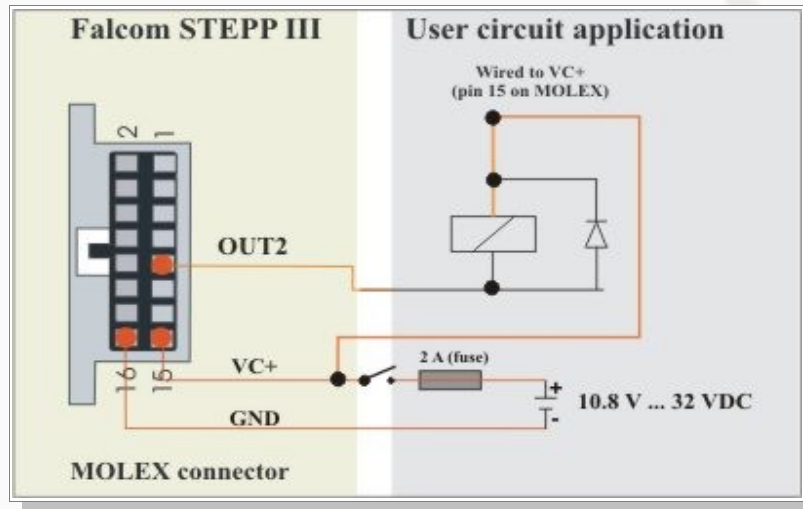 Falcom STEPP III
User circuit application
Wired to VC+
(pin 15 on MOLEX)
2
1
OUT2
2 A (fuse)
VC+
16
15
+
10.8 V ... 32 VDC
-
GND
MOLEX connector